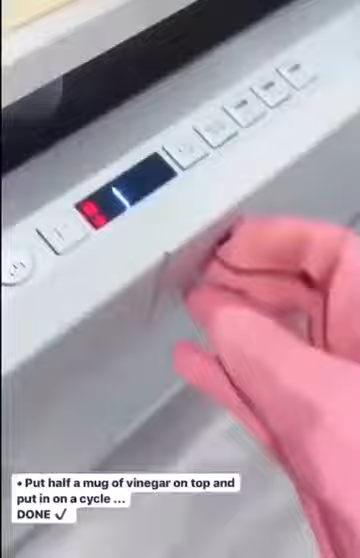 • Put half a mug of vinegar on top and
put in on a cycle ...
DONE ✓